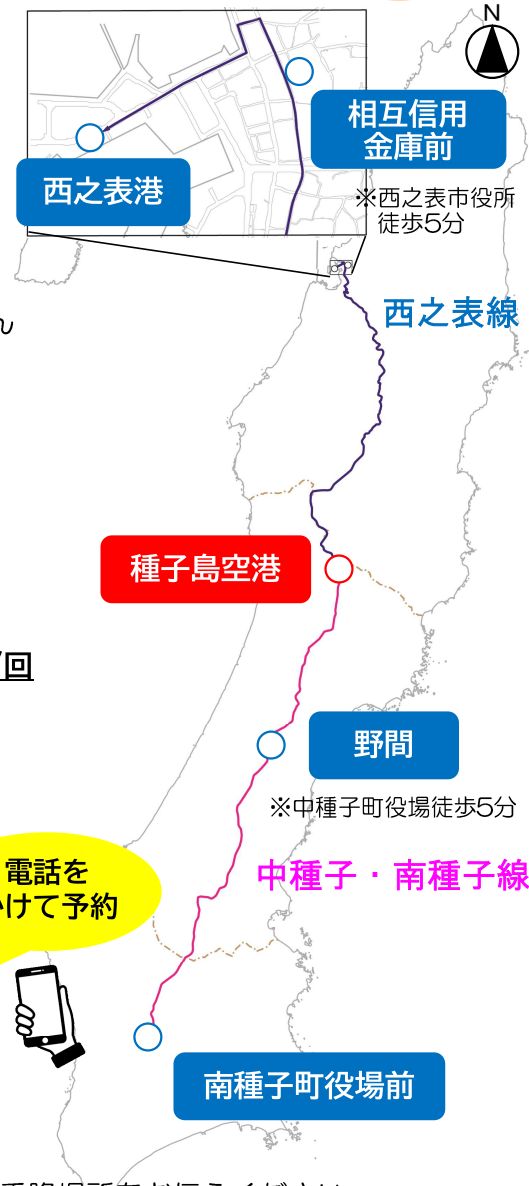 N
相互信用
金庫前
西之表港
※西之表市役所
徒歩5分
ん
西之表線
種子島空港
回
野間
※中種子町役場徒歩5分
電話を
けて予約
中種子・南種子線
南種子町役場前